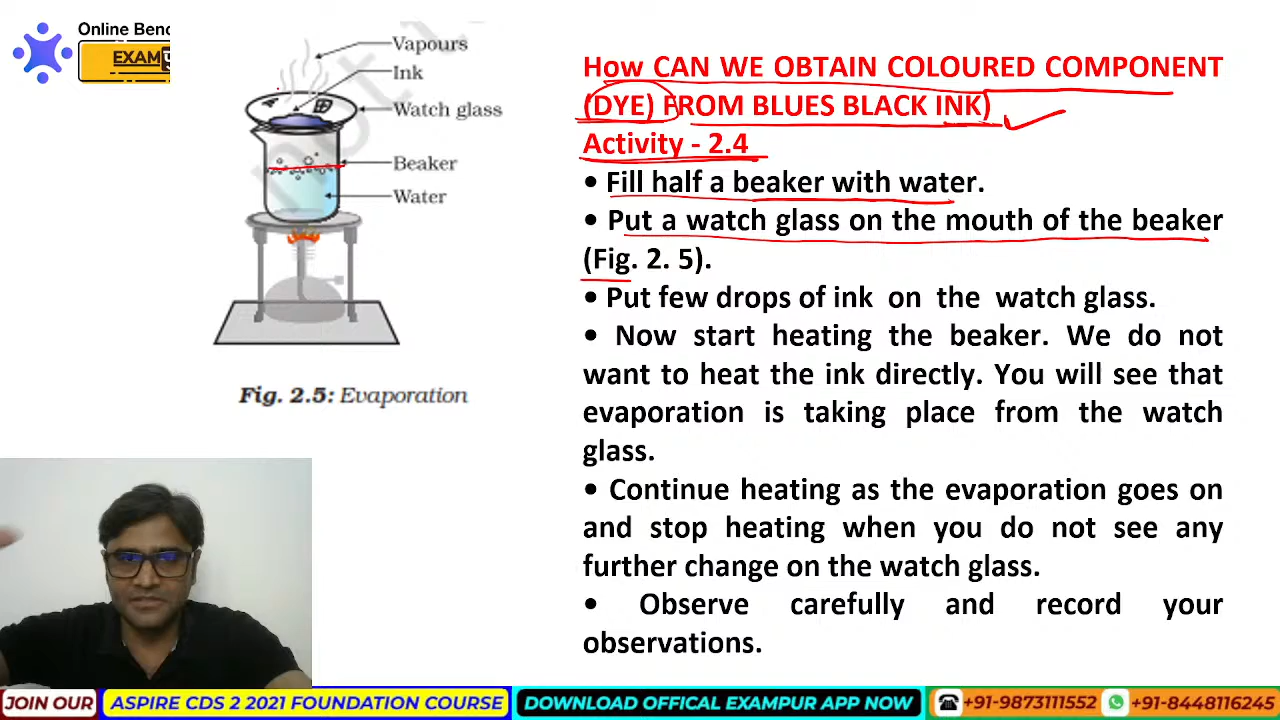 Online Benc
EXAM
Vapours
Ink
Watch glass
Beaker
Water
Fig. 2.5: Evaporation
How CAN WE OBTAIN COLOURED COMPONENT
(DYE) FROM BLUES BLACK INK)
Activity - 2.4
• Fill half a beaker with water.
• Put a watch glass on the mouth of the beaker
(Fig. 2. 5).
• Put few drops of ink on the watch glass.
• Now start heating the beaker. We do not
want to heat the ink directly. You will see that
evaporation is taking place from the watch
glass.
• Continue heating as the evaporation goes on
and stop heating when you do not see any
further change on the watch glass.
• Observe carefully and record your
observations.
JOIN OUR
ASPIRE CDS 2 2021 FOUNDATION COURSE
DOWNLOAD OFFICAL EXAMPUR APP NOW
+91-9873111552
+91-8448116245